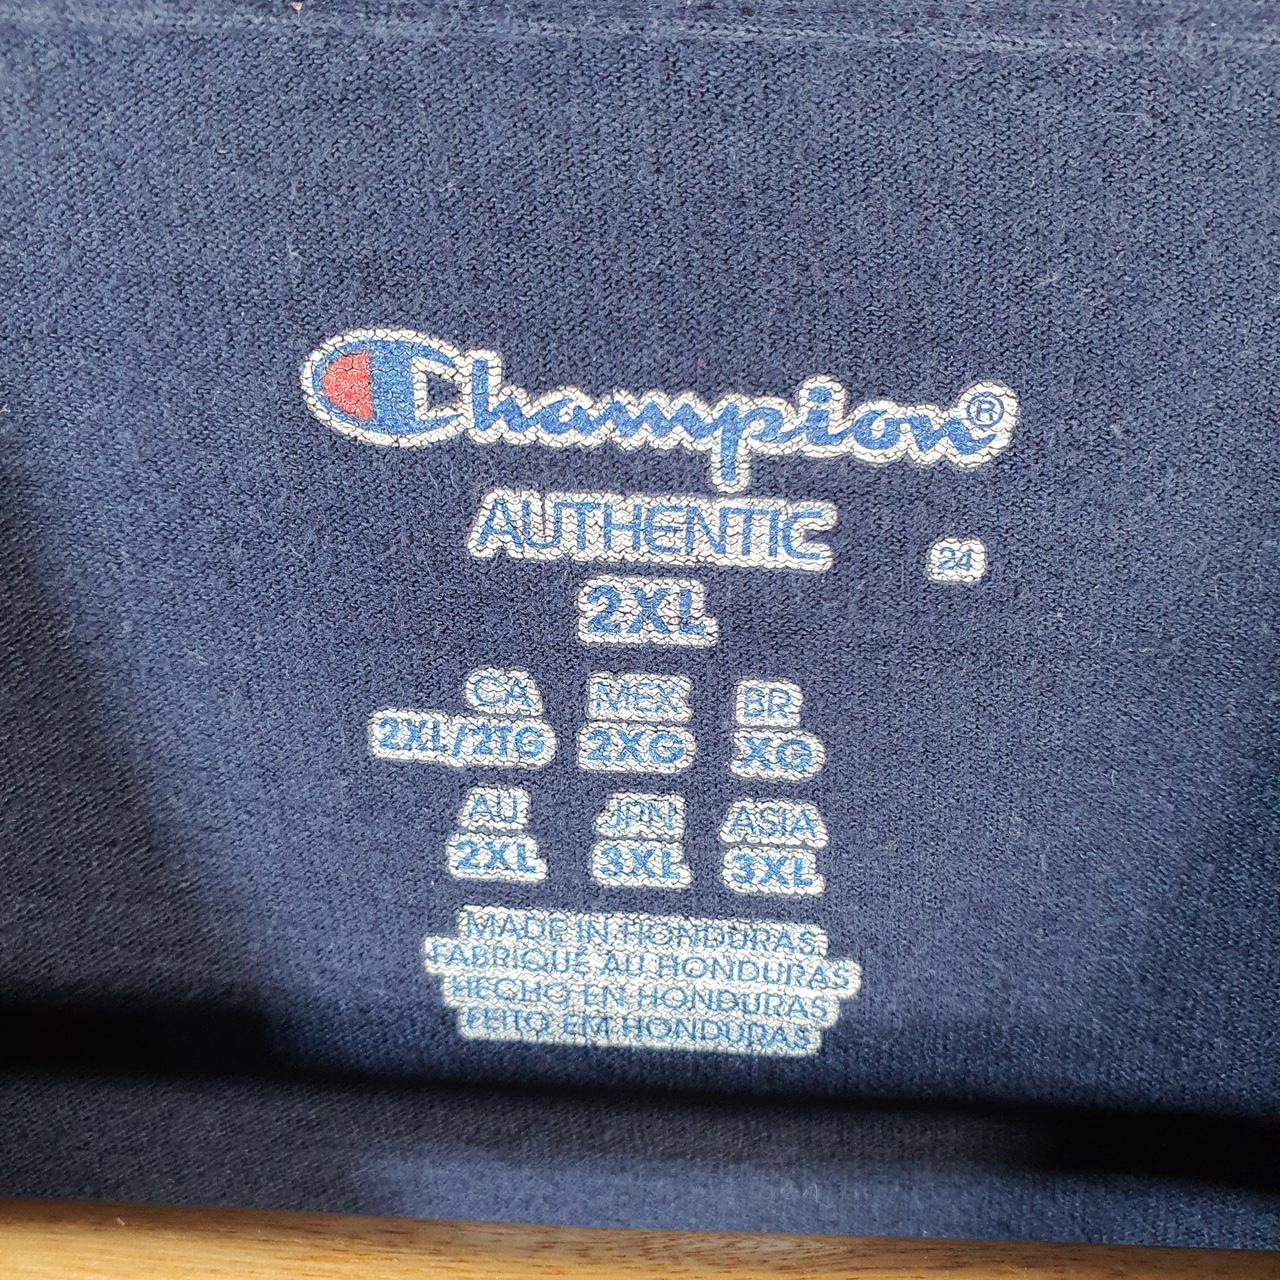 Champion®
AUTHENTIC
24
2XL
CA MEX BR
2XL/2TG 2XG XG
AU JPN ASIA
2XL 3XL 3XL
MADE IN HONDURAS
FABRIQUÉ AU HONDURAS
HECHO EN HONDURAS
FEITO EM HONDURAS